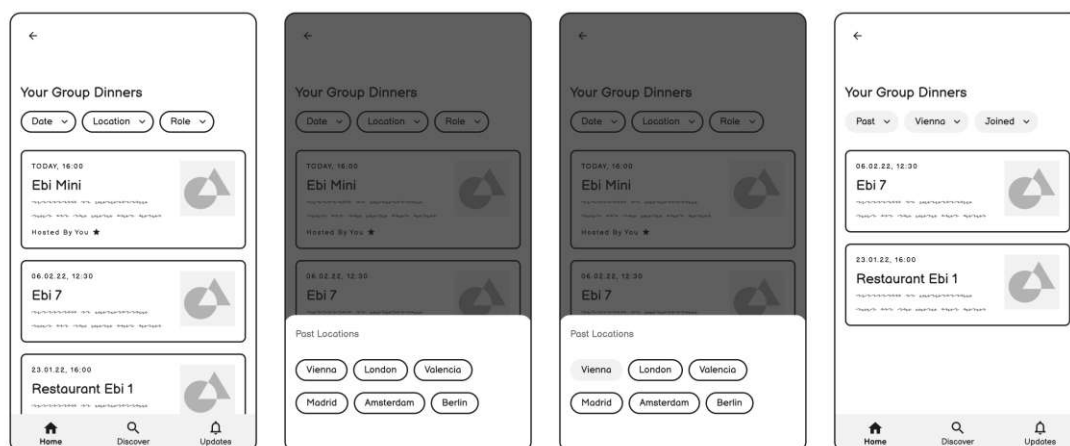 ←
Your Group Dinners
Date Location Role
TODAY, 16:00
Ebi Mini
Hosted By You ★
06.02.22, 12:30
Ebi 7
23.01.22, 16:00
Restaurant Ebi 1
Home Discover Updates
←
Your Group Dinners
Date Location Role
TODAY, 16:00
Ebi Mini
Hosted By You ★
06.02.22, 12:30
Ebi 7
Past Locations
Vienna London Valencia
Madrid Amsterdam Berlin
←
Your Group Dinners
Date Location Role
TODAY, 16:00
Ebi Mini
Hosted By You ★
06.02.22, 12:30
Ebi 7
Past Locations
Vienna London Valencia
Madrid Amsterdam Berlin
←
Your Group Dinners
Past Vienna Joined
06.02.22, 12:30
Ebi 7
23.01.22, 16:00
Restaurant Ebi 1
Home Discover Updates